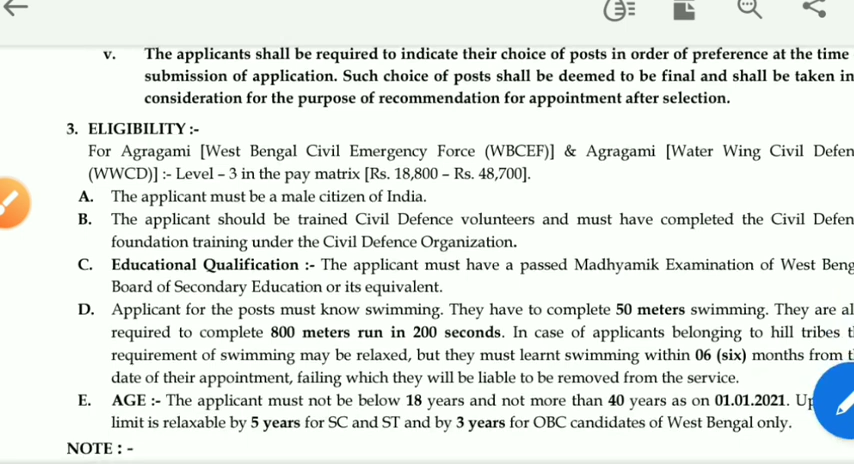 v. The applicants shall be required to indicate their choice of posts in order of preference at the time
submission of application. Such choice of posts shall be deemed to be final and shall be taken in
consideration for the purpose of recommendation for appointment after selection.
3. ELIGIBILITY :-
For Agragami [West Bengal Civil Emergency Force (WBCEF)] & Agragami [Water Wing Civil Defen
(WWCD)] :- Level – 3 in the pay matrix [Rs. 18,800 – Rs. 48,700].
A. The applicant must be a male citizen of India.
B. The applicant should be trained Civil Defence volunteers and must have completed the Civil Defen
foundation training under the Civil Defence Organization.
C. Educational Qualification :- The applicant must have a passed Madhyamik Examination of West Beng
Board of Secondary Education or its equivalent.
D. Applicant for the posts must know swimming. They have to complete 50 meters swimming. They are al
required to complete 800 meters run in 200 seconds. In case of applicants belonging to hill tribes t
requirement of swimming may be relaxed, but they must learnt swimming within 06 (six) months from t
date of their appointment, failing which they will be liable to be removed from the service.
E. AGE :- The applicant must not be below 18 years and not more than 40 years as on 01.01.2021. Up
limit is relaxable by 5 years for SC and ST and by 3 years for OBC candidates of West Bengal only.
NOTE : -